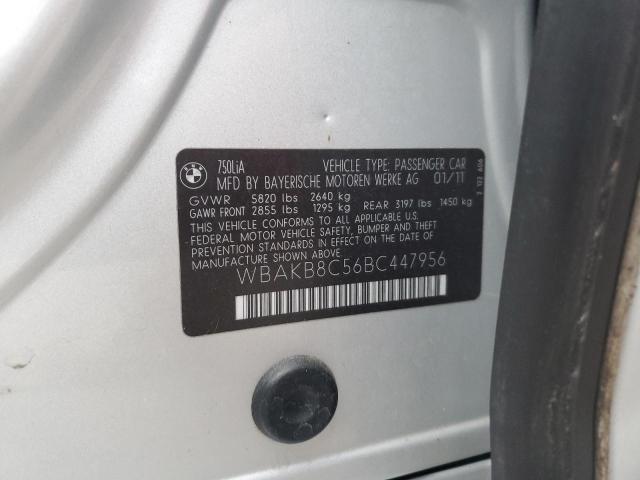 BMW
750LiA VEHICLE TYPE: PASSENGER CAR
MFD BY BAYERISCHE MOTOREN WERKE AG 01/11
GVWR 5820 lbs 2640 kg
GAWR FRONT 2855 lbs 1295 kg REAR 3197 lbs 1450 kg
THIS VEHICLE CONFORMS TO ALL APPLICABLE U.S.
FEDERAL MOTOR VEHICLE SAFETY, BUMPER AND THEFT
PREVENTION STANDARDS IN EFFECT ON THE DATE OF
MANUFACTURE SHOWN ABOVE.
WBAKB8C56BC447956